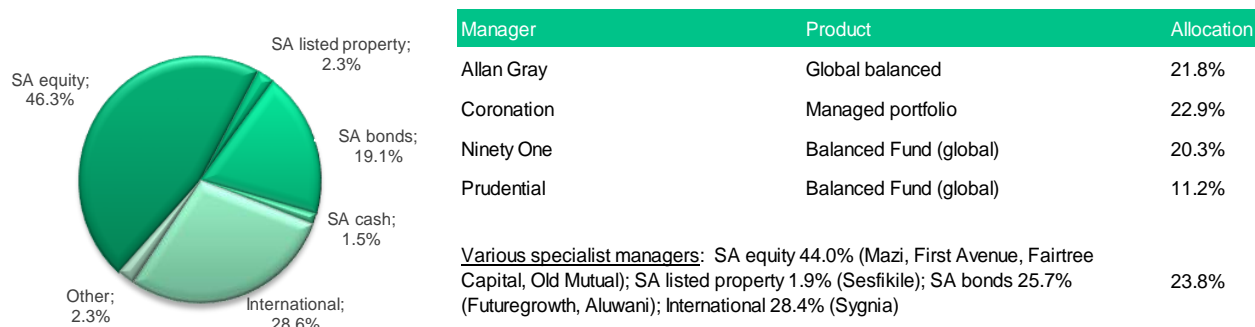 SA listed property;
2.3%
SA equity;
46.3%
SA bonds;
19.1%
SA cash;
1.5%
Other;
2.3%
International;
28.6%
Manager Product Allocation
Allan Gray Global balanced 21.8%
Coronation Managed portfolio 22.9%
Ninety One Balanced Fund (global) 20.3%
Prudential Balanced Fund (global) 11.2%
Various specialist managers: SA equity 44.0% (Mazi, First Avenue, Fairtree
Capital, Old Mutual); SA listed property 1.9% (Sesfikile); SA bonds 25.7% 23.8%
(Futuregrowth, Aluwani); International 28.4% (Sygnia)